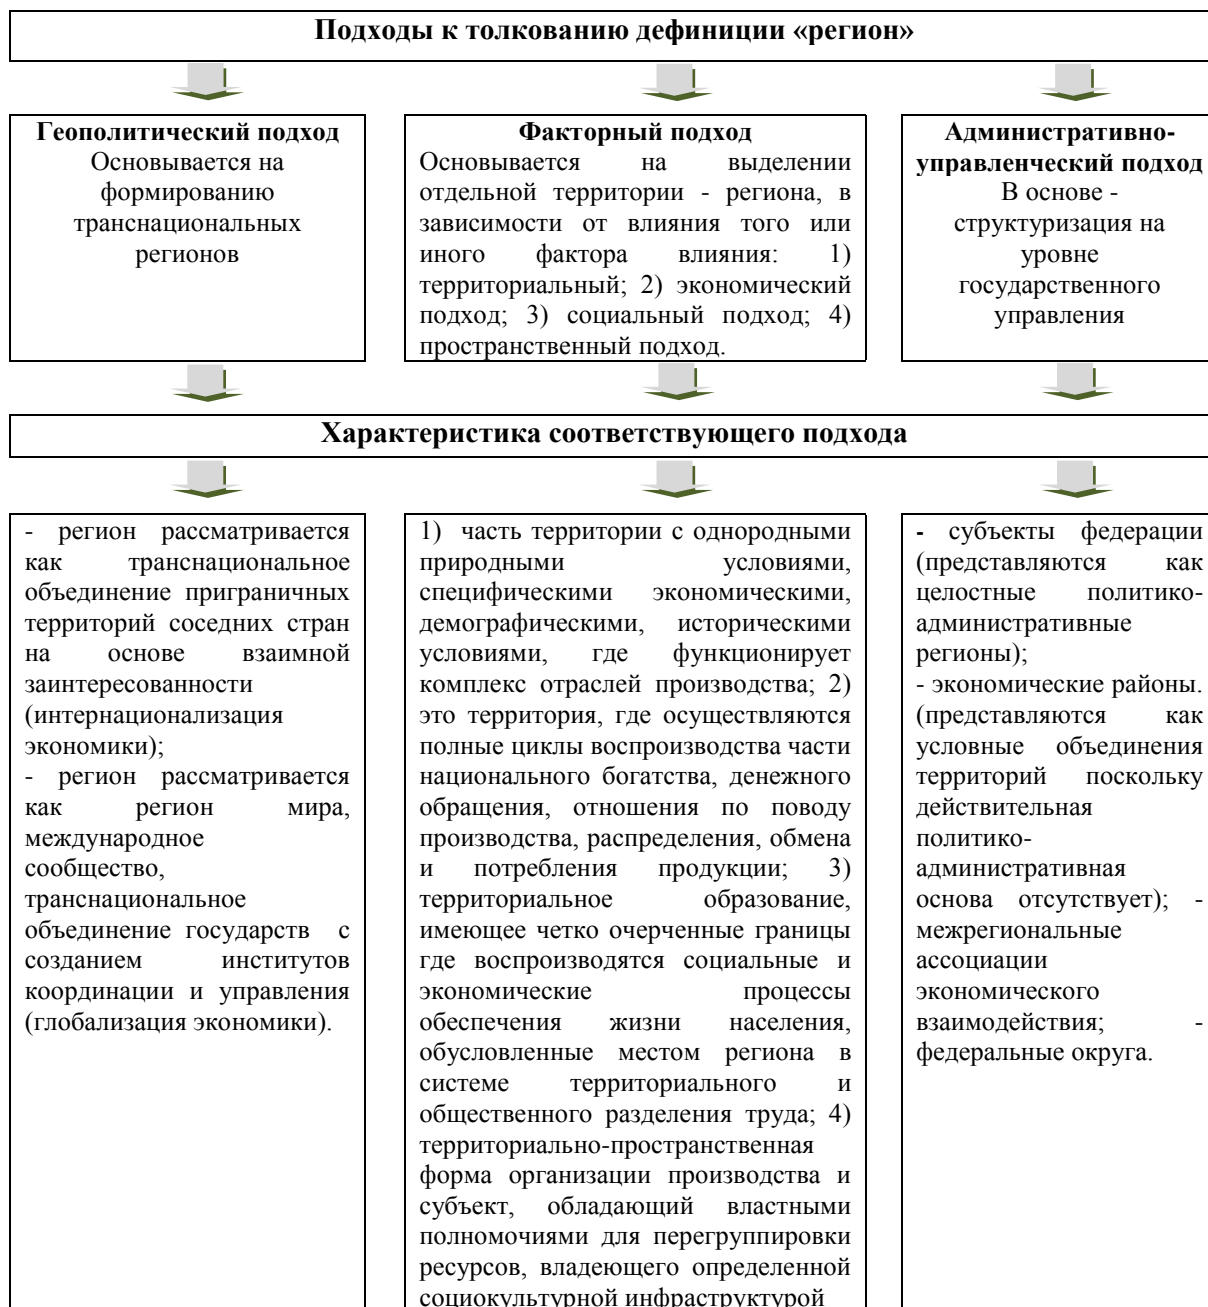 Подходы к толкованию дефиниции «регион»
Геополитический подход
Основывается на
формированию
транснациональных
регионов
Факторный подход
Основывается на выделении
отдельной территории - региона, в
зависимости от влияния того или
иного фактора влияния: 1)
территориальный; 2) экономический
подход; 3) социальный подход; 4)
пространственный подход.
Административно-
управленческий подход
В основе -
структуризация на
уровне
государственного
управления
Характеристика соответствующего подхода
- регион рассматривается
как транснациональное
объединение приграничных
территорий соседних стран
на основе взаимной
заинтересованности
(интернационализация
экономики);
- регион рассматривается
как регион мира,
международное
сообщество,
транснациональное
объединение государств с
созданием институтов
координации и управления
(глобализация экономики).
1) часть территории с однородными
природными условиями,
специфическими экономическими,
демографическими, историческими
условиями, где функционирует
комплекс отраслей производства; 2)
это территория, где осуществляются
полные циклы воспроизводства части
национального богатства, денежного
обращения, отношения по поводу
производства, распределения, обмена
и потребления продукции; 3)
территориальное образование,
имеющее четко очерченные границы
где воспроизводятся социальные и
экономические процессы
обеспечения жизни населения,
обусловленные местом региона в
системе территориального и
общественного разделения труда; 4)
территориально-пространственная
форма организации производства и
субъект, обладающий властными
полномочиями для перегруппировки
ресурсов, владеющего определенной
социокультурной инфраструктурой
- субъекты федерации
(представляются как
целостные политико-
административные
регионы);
- экономические районы.
(представляются как
условные объединения
территорий поскольку
действительная
политико-
административная
основа отсутствует); -
межрегиональные
ассоциации
экономического
взаимодействия; -
федеральные округа.